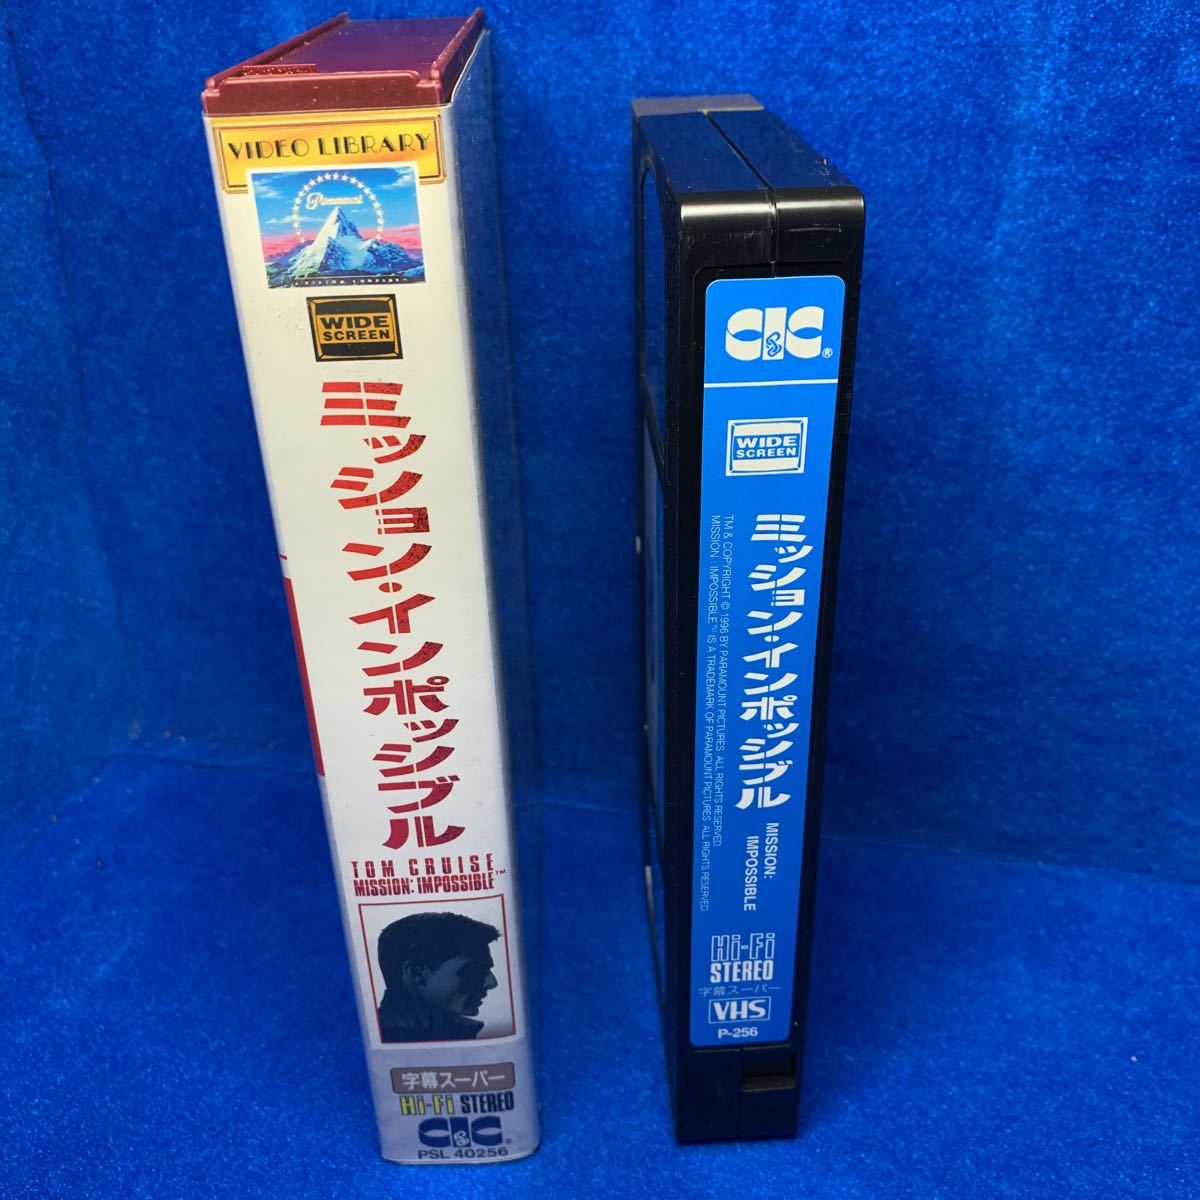 VIDEO LIBRARY
Paramount
WIDE
SCREEN
ミッション・インポッシブル
TOM CRUISE
MISSION: IMPOSSIBLE™
字幕スーパー
Hi-Fi STEREO
CIC
PSL 40256
CIC®
WIDE
SCREEN
ミッション・インポッシブル
MISSION:
IMPOSSIBLE
TM & COPYRIGHT © 1996 BY PARAMOUNT PICTURES. ALL RIGHTS RESERVED
MISSION: IMPOSSIBLE™ IS A TRADEMARK OF PARAMOUNT PICTURES. ALL RIGHTS RESERVED
Hi-Fi
STEREO
字幕スーパー
VHS
P-256